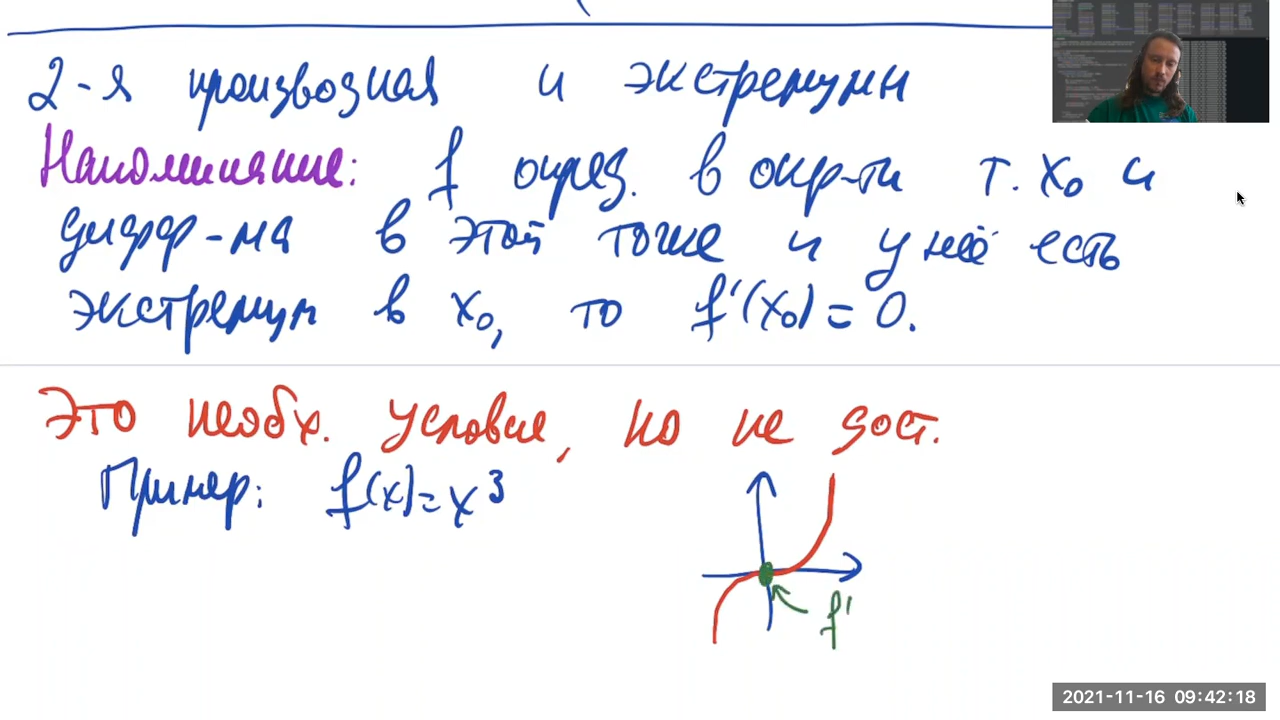 2-я производная и экстремумы
Напоминание: f опред. в окр-ти т. x₀ и
дифф-ма в этой точке и у неё есть
экстремум в x₀, то f'(x₀) = 0.
Это необх. условие, но не дост.
Пример: f(x) = x³
f'
2021-11-16 09:42:18